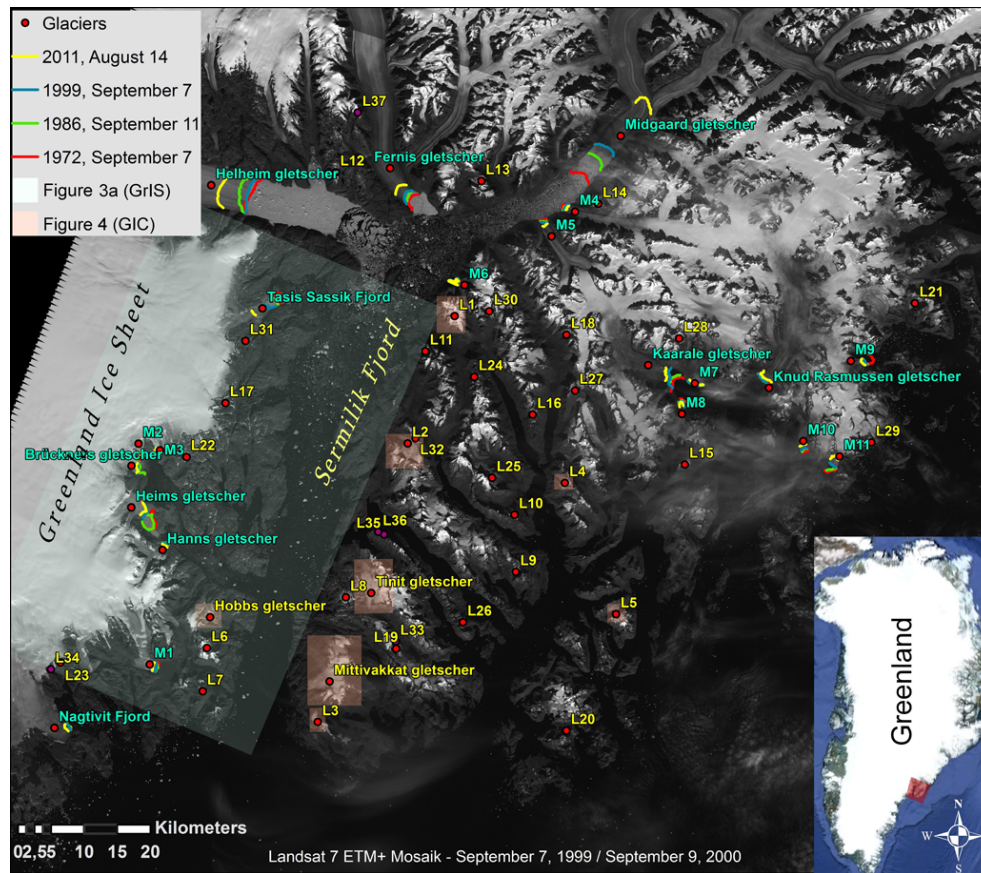 Glaciers
2011, August 14
1999, September 7
1986, September 11
1972, September 7
Figure 3a (GrIS)
Figure 4 (GIC)
L37
Midgaard gletscher
L12
Fernis gletscher
L13
Helheim gletscher
L14
M4
M5
M6
Tasis Sassik Fjord
L30
L1
L21
L31
L18
L28
L11
Kaarale gletscher
M9
L24
M7
Knud Rasmussen gletscher
L27
L17
L16
M8
M2
L2
M10
M3
L22
L32
M11
L29
Brückners gletscher
L15
L25
L4
Heims gletscher
L10
L35
L36
Hanns gletscher
Greenland Ice Sheet
Sermilik Fjord
L8
Tinit gletscher
L9
Hobbs gletscher
L5
L26
L6
L19
L33
L34
L23
M1
Mittivakkat gletscher
L7
L3
Nagtivit Fjord
L20
Greenland
N
W
E
S
Kilometers
02,55 10 15 20
Landsat 7 ETM+ Mosaik - September 7, 1999 / September 9, 2000